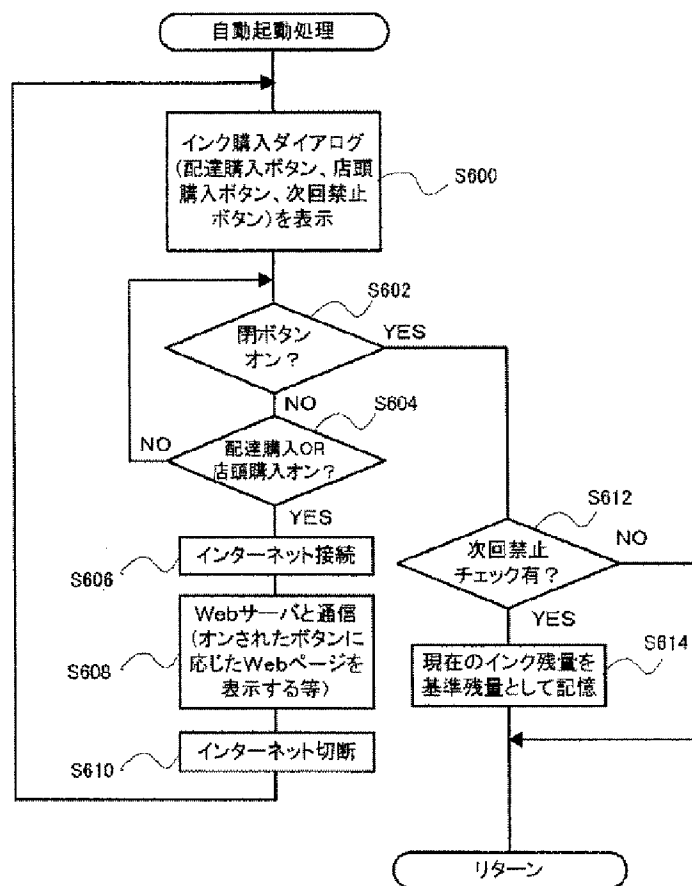 自動起動処理
インク購入ダイアログ
(配達購入ボタン、店頭
購入ボタン、次回禁止
ボタン)を表示
S600
S602
閉ボタン
オン?
YES
NO
S604
NO
配達購入OR
店頭購入オン?
YES
S606
インターネット接続
S608
Webサーバと通信
(オンされたボタンに
応じたWebページを
表示する等)
S610
インターネット切断
S612
次回禁止
チェック有?
NO
YES
S614
現在のインク残量を
基準残量として記憶
リターン